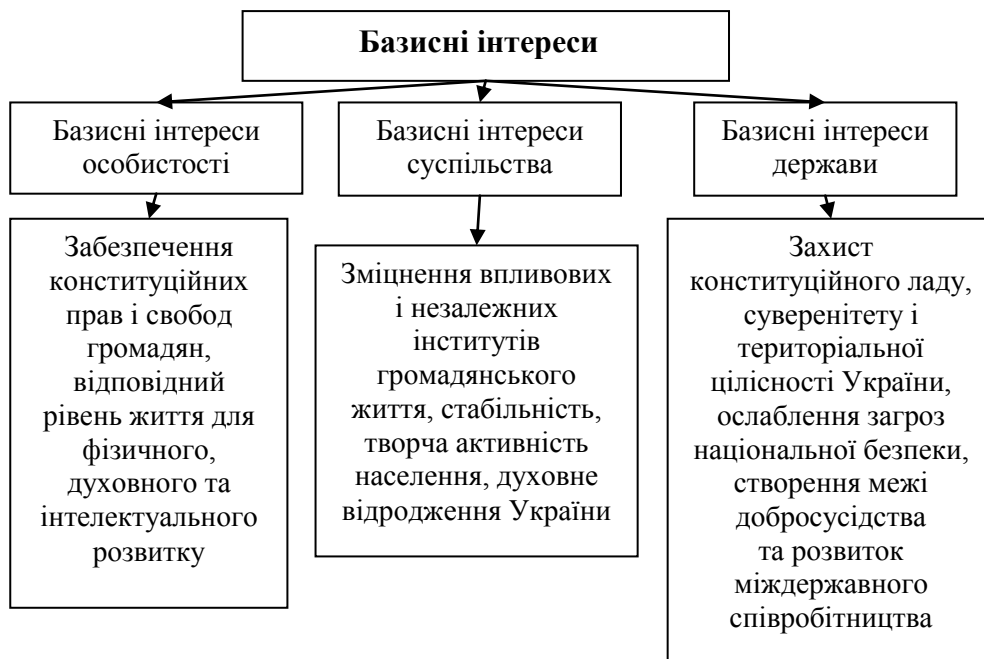 Базисні інтереси
Базисні інтереси
особистості
Базисні інтереси
суспільства
Базисні інтереси
держави
Забезпечення
конституційних
прав і свобод
громадян,
відповідний
рівень життя для
фізичного,
духовного та
інтелектуального
розвитку
Зміцнення впливових
і незалежних
інститутів
громадянського
життя, стабільність,
творча активність
населення, духовне
відродження України
Захист
конституційного ладу,
суверенітету і
територіальної
цілісності України,
ослаблення загроз
національної безпеки,
створення межі
добросусідства
та розвиток
міждержавного
співробітництва